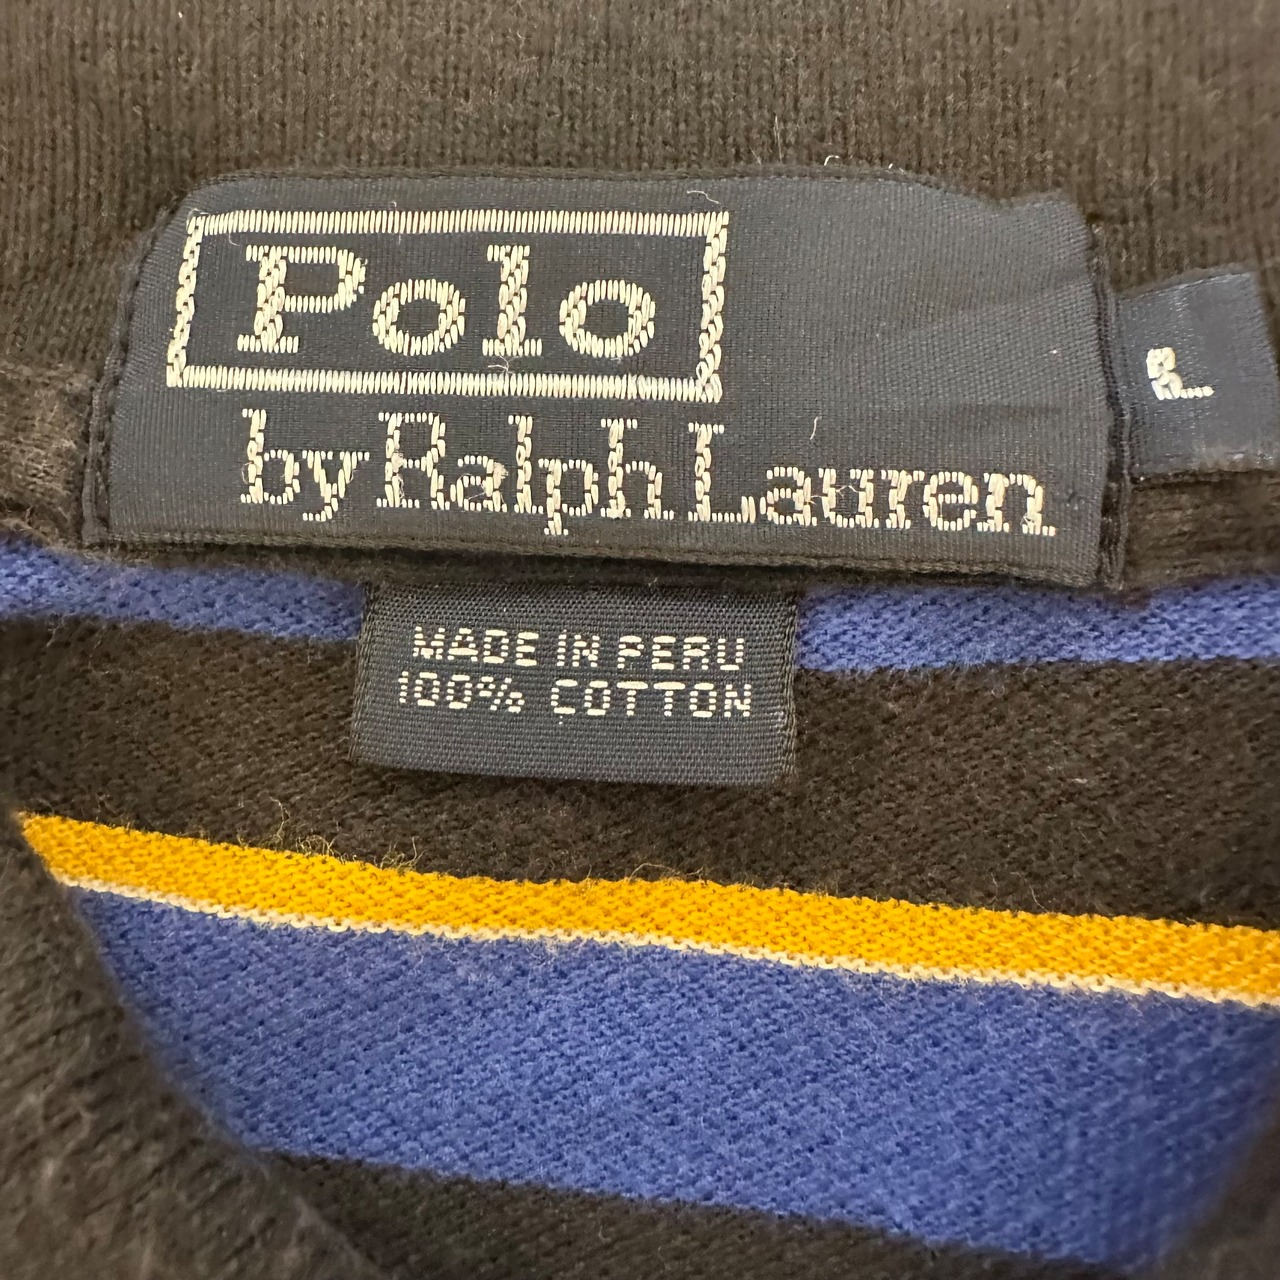 Polo
by Ralph Lauren
MADE IN PERU
100% COTTON